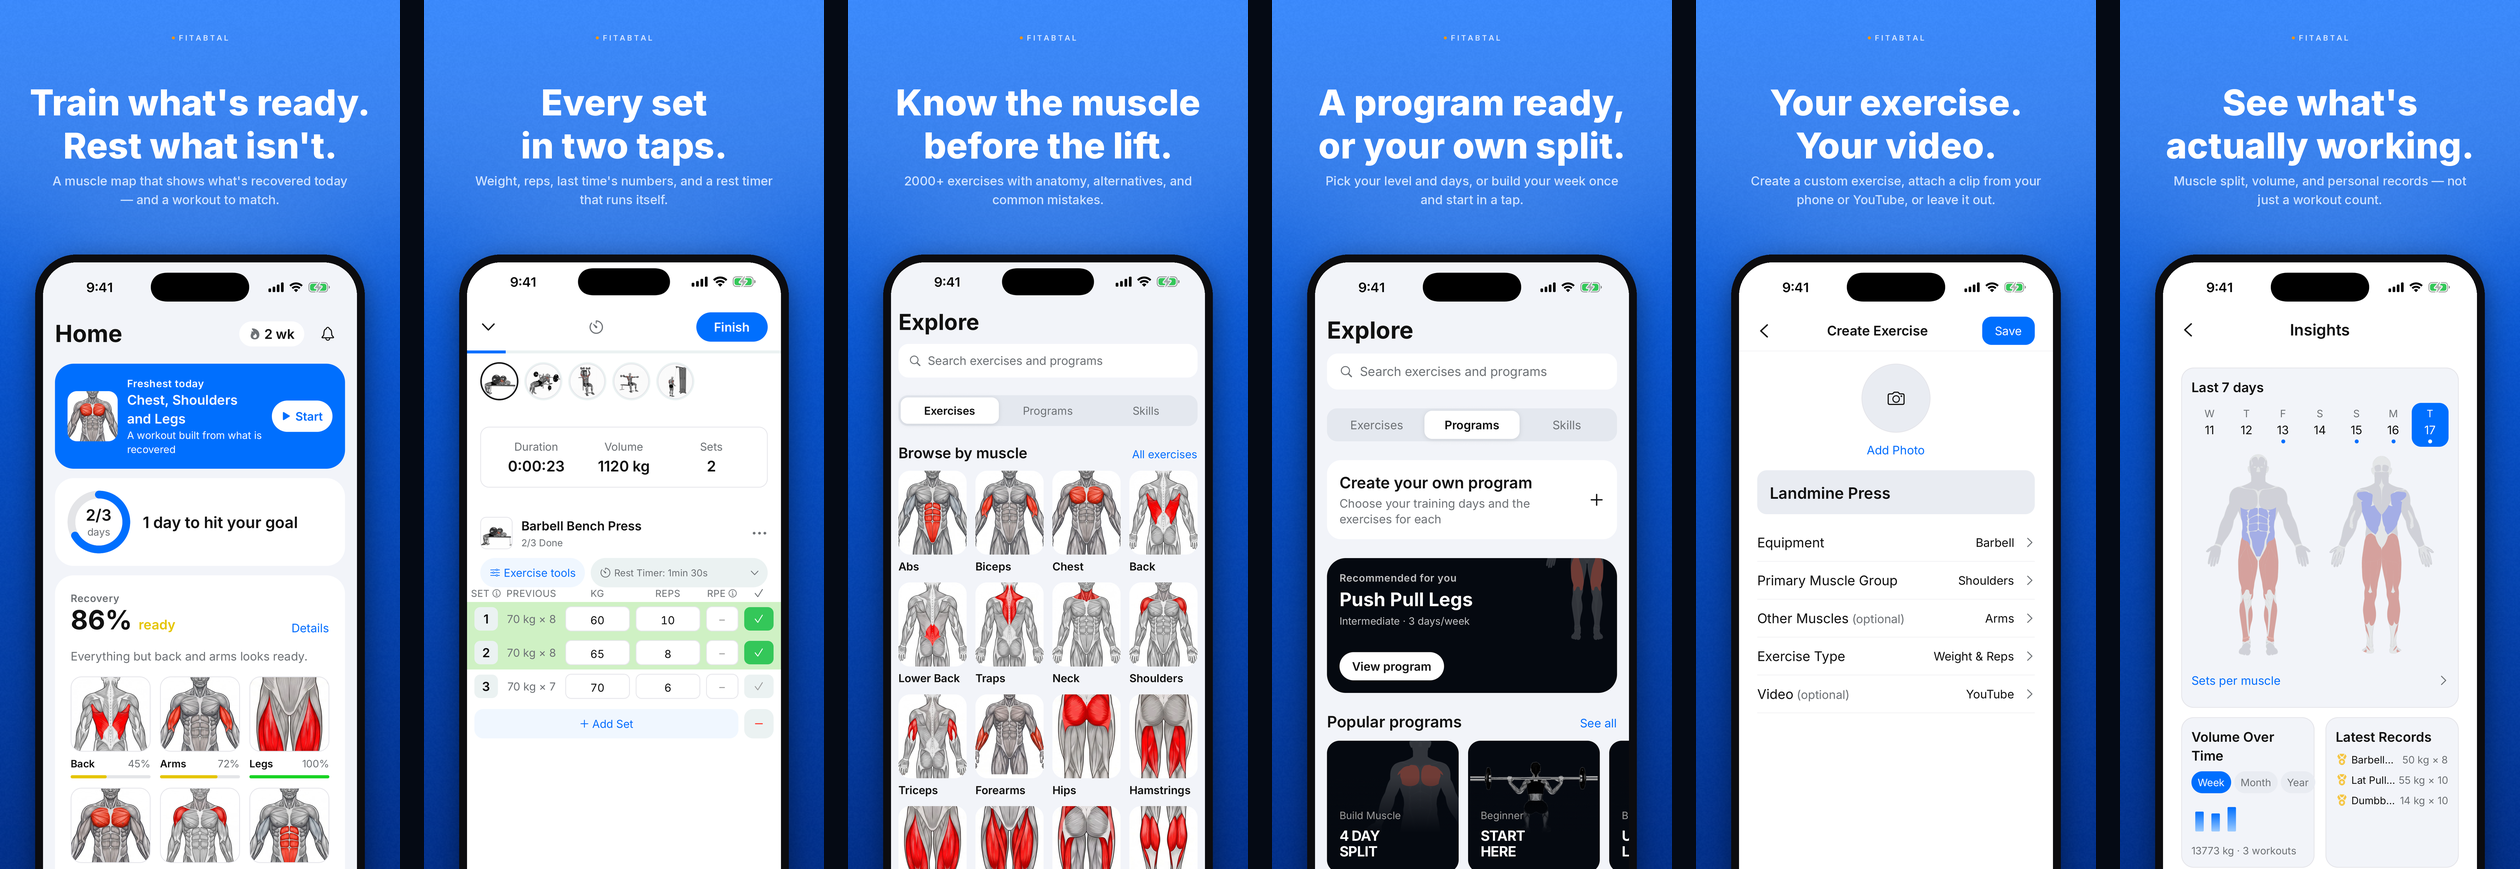 FITABTAL
Train what's ready.
Rest what isn't.
A muscle map that shows what's recovered today
— and a workout to match.
9:41
Home
2 wk
Freshest today
Chest, Shoulders
and Legs
A workout built from what is
recovered
Start
2/3
days
1 day to hit your goal
Recovery
86% ready
Details
Everything but back and arms looks ready.
Back 45%
Arms 72%
Legs 100%
FITABTAL
Every set
in two taps.
Weight, reps, last time's numbers, and a rest timer
that runs itself.
9:41
Finish
Duration Volume Sets
0:00:23 1120 kg 2
Barbell Bench Press
2/3 Done
Exercise tools
Rest Timer: 1min 30s
SET PREVIOUS KG REPS RPE
1 70 kg × 8 60 10 –
2 70 kg × 8 65 8 –
3 70 kg × 7 70 6 –
+ Add Set
FITABTAL
Know the muscle
before the lift.
2000+ exercises with anatomy, alternatives, and
common mistakes.
9:41
Explore
Search exercises and programs
Exercises Programs Skills
Browse by muscle
All exercises
Abs Biceps Chest Back
Lower Back Traps Neck Shoulders
Triceps Forearms Hips Hamstrings
FITABTAL
A program ready,
or your own split.
Pick your level and days, or build your week once
and start in a tap.
9:41
Explore
Search exercises and programs
Exercises Programs Skills
Create your own program
Choose your training days and the
exercises for each
Recommended for you
Push Pull Legs
Intermediate · 3 days/week
View program
Popular programs
See all
Build Muscle
4 DAY
SPLIT
Beginner
START
HERE
B
U
L
FITABTAL
Your exercise.
Your video.
Create a custom exercise, attach a clip from your
phone or YouTube, or leave it out.
9:41
Create Exercise
Save
Add Photo
Landmine Press
Equipment Barbell
Primary Muscle Group Shoulders
Other Muscles (optional) Arms
Exercise Type Weight & Reps
Video (optional) YouTube
FITABTAL
See what's
actually working.
Muscle split, volume, and personal records — not
just a workout count.
9:41
Insights
Last 7 days
W T F S S M T
11 12 13 14 15 16 17
Sets per muscle
Volume Over
Time
Week Month Year
13773 kg · 3 workouts
Latest Records
Barbell... 50 kg × 8
Lat Pull... 55 kg × 10
Dumbb... 14 kg × 10